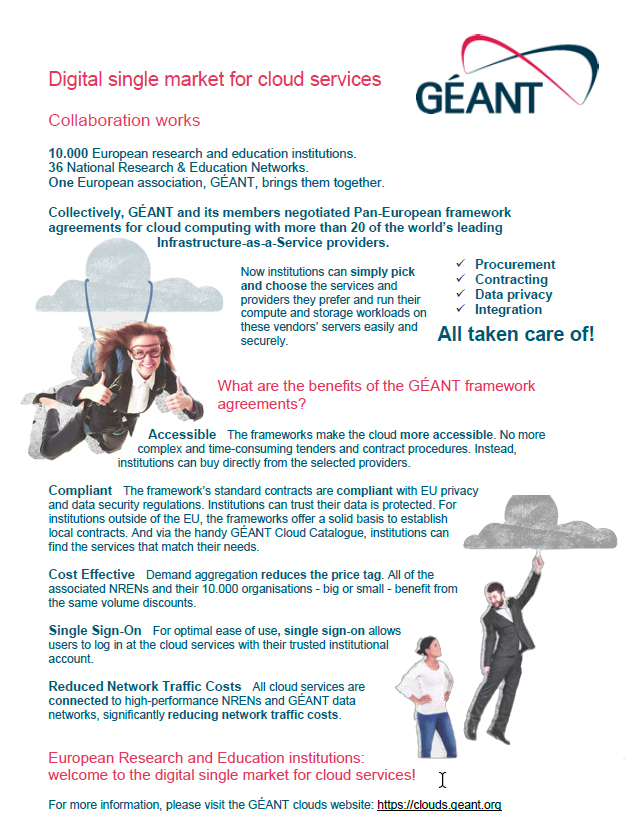 Digital single market for cloud services
GÉANT
Collaboration works
10.000 European research and education institutions.
36 National Research & Education Networks.
One European association, GÉANT, brings them together.
Collectively, GÉANT and its members negotiated Pan-European framework
agreements for cloud computing with more than 20 of the world's leading
Infrastructure-as-a-Service providers.
Now institutions can simply pick
and choose the services and
providers they prefer and run their
compute and storage workloads on
these vendors' servers easily and
securely.
✓ Procurement
✓ Contracting
✓ Data privacy
✓ Integration
All taken care of!
What are the benefits of the GÉANT framework
agreements?
Accessible The frameworks make the cloud more accessible. No more
complex and time-consuming tenders and contract procedures. Instead,
institutions can buy directly from the selected providers.
Compliant The framework's standard contracts are compliant with EU privacy
and data security regulations. Institutions can trust their data is protected. For
institutions outside of the EU, the frameworks offer a solid basis to establish
local contracts. And via the handy GÉANT Cloud Catalogue, institutions can
find the services that match their needs.
Cost Effective Demand aggregation reduces the price tag. All of the
associated NRENs and their 10.000 organisations - big or small - benefit from
the same volume discounts.
Single Sign-On For optimal ease of use, single sign-on allows
users to log in at the cloud services with their trusted institutional
account.
Reduced Network Traffic Costs All cloud services are
connected to high-performance NRENs and GÉANT data
networks, significantly reducing network traffic costs.
European Research and Education institutions:
welcome to the digital single market for cloud services!
For more information, please visit the GÉANT clouds website: https://clouds.geant.org